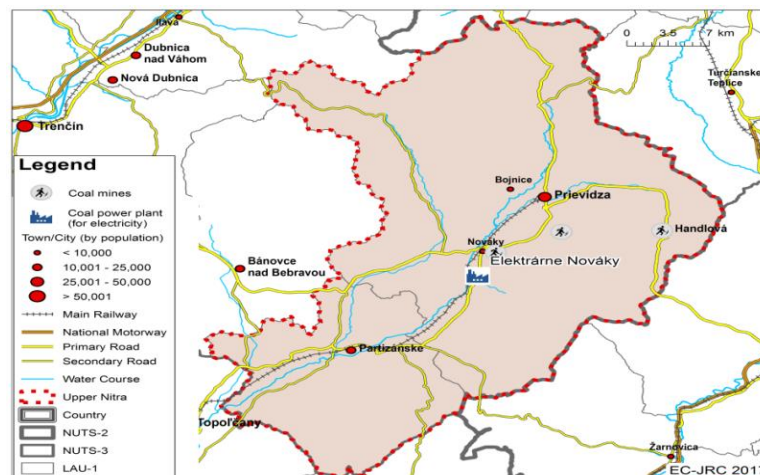 Ilava
Dubnica
nad Váhom
Nová Dubnica
Trenčín
0 3.5 7 km
Turčianske
Teplice
Legend
Coal mines
Coal power plant
(for electricity)
Town/City (by population)
< 10,000
10,001 - 25,000
25,001 - 50,000
> 50,001
Main Railway
National Motorway
Primary Road
Secondary Road
Water Course
Upper Nitra
Country
NUTS-2
NUTS-3
LAU-1
Bojnice
Prievidza
Handlová
Nováky
Elektrárne Nováky
Bánovce
nad Bebravou
Partizánske
Topoľčany
Žarnovica
EC-JRC 201